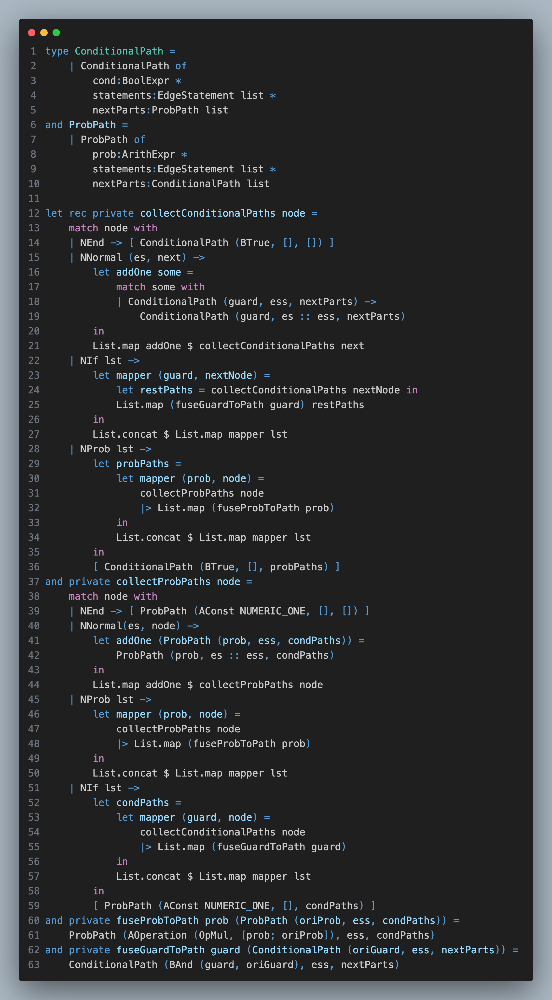 1 type ConditionalPath =
2     | ConditionalPath of
3         cond:BoolExpr *
4         statements:EdgeStatement list *
5         nextParts:ProbPath list
6 and ProbPath =
7     | ProbPath of
8         prob:ArithExpr *
9         statements:EdgeStatement list *
10         nextParts:ConditionalPath list
11
12 let rec private collectConditionalPaths node =
13     match node with
14     | NEnd -> [ ConditionalPath (BTrue, [], []) ]
15     | NNormal (es, next) ->
16         let addOne some =
17             match some with
18             | ConditionalPath (guard, ess, nextParts) ->
19                 ConditionalPath (guard, es :: ess, nextParts)
20         in
21         List.map addOne $ collectConditionalPaths next
22     | NIf lst ->
23         let mapper (guard, nextNode) =
24             let restPaths = collectConditionalPaths nextNode in
25             List.map (fuseGuardToPath guard) restPaths
26         in
27         List.concat $ List.map mapper lst
28     | NProb lst ->
29         let probPaths =
30             let mapper (prob, node) =
31                 collectProbPaths node
32                 |> List.map (fuseProbToPath prob)
33             in
34             List.concat $ List.map mapper lst
35         in
36         [ ConditionalPath (BTrue, [], probPaths) ]
37 and private collectProbPaths node =
38     match node with
39     | NEnd -> [ ProbPath (AConst NUMERIC_ONE, [], []) ]
40     | NNormal(es, node) ->
41         let addOne (ProbPath (prob, ess, condPaths)) =
42             ProbPath (prob, es :: ess, condPaths)
43         in
44         List.map addOne $ collectProbPaths node
45     | NProb lst ->
46         let mapper (prob, node) =
47             collectProbPaths node
48             |> List.map (fuseProbToPath prob)
49         in
50         List.concat $ List.map mapper lst
51     | NIf lst ->
52         let condPaths =
53             let mapper (guard, node) =
54                 collectConditionalPaths node
55                 |> List.map (fuseGuardToPath guard)
56             in
57             List.concat $ List.map mapper lst
58         in
59         [ ProbPath (AConst NUMERIC_ONE, [], condPaths) ]
60 and private fuseProbToPath prob (ProbPath (oriProb, ess, condPaths)) =
61     ProbPath (AOperation (OpMul, [prob; oriProb]), ess, condPaths)
62 and private fuseGuardToPath guard (ConditionalPath (oriGuard, ess, nextParts)) =
63     ConditionalPath (BAnd (guard, oriGuard), ess, nextParts)